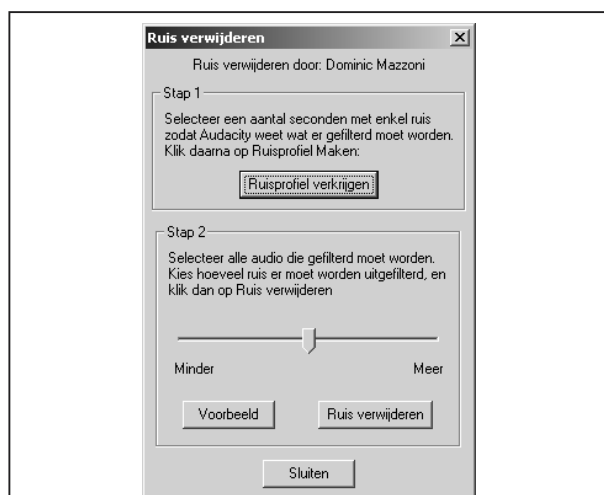 Ruis verwijderen
Ruis verwijderen door: Dominic Mazzoni
Stap 1
Selecteer een aantal seconden met enkel ruis
zodat Audacity weet wat er gefilterd moet worden.
Klik daarna op Ruisprofiel Maken:
Ruisprofiel verkrijgen
Stap 2
Selecteer alle audio die gefilterd moet worden.
Kies hoeveel ruis er moet worden uitgefilterd, en
klik dan op Ruis verwijderen
Minder Meer
Voorbeeld Ruis verwijderen
Sluiten